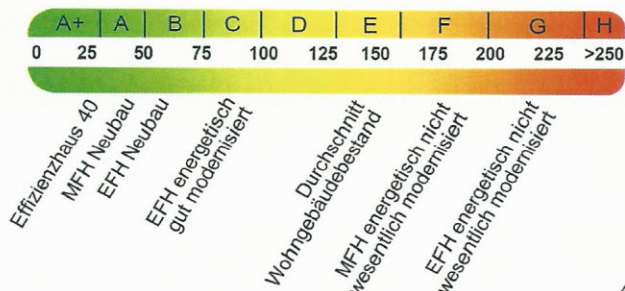 A+ A B C D E F G H
0 25 50 75 100 125 150 175 200 225 >250
Effizienzhaus 40
MFH Neubau
EFH Neubau
EFH energetisch
gut modernisiert
Durchschnitt
Wohngebäudebestand
MFH energetisch nicht
wesentlich modernisiert
EFH energetisch nicht
wesentlich modernisiert